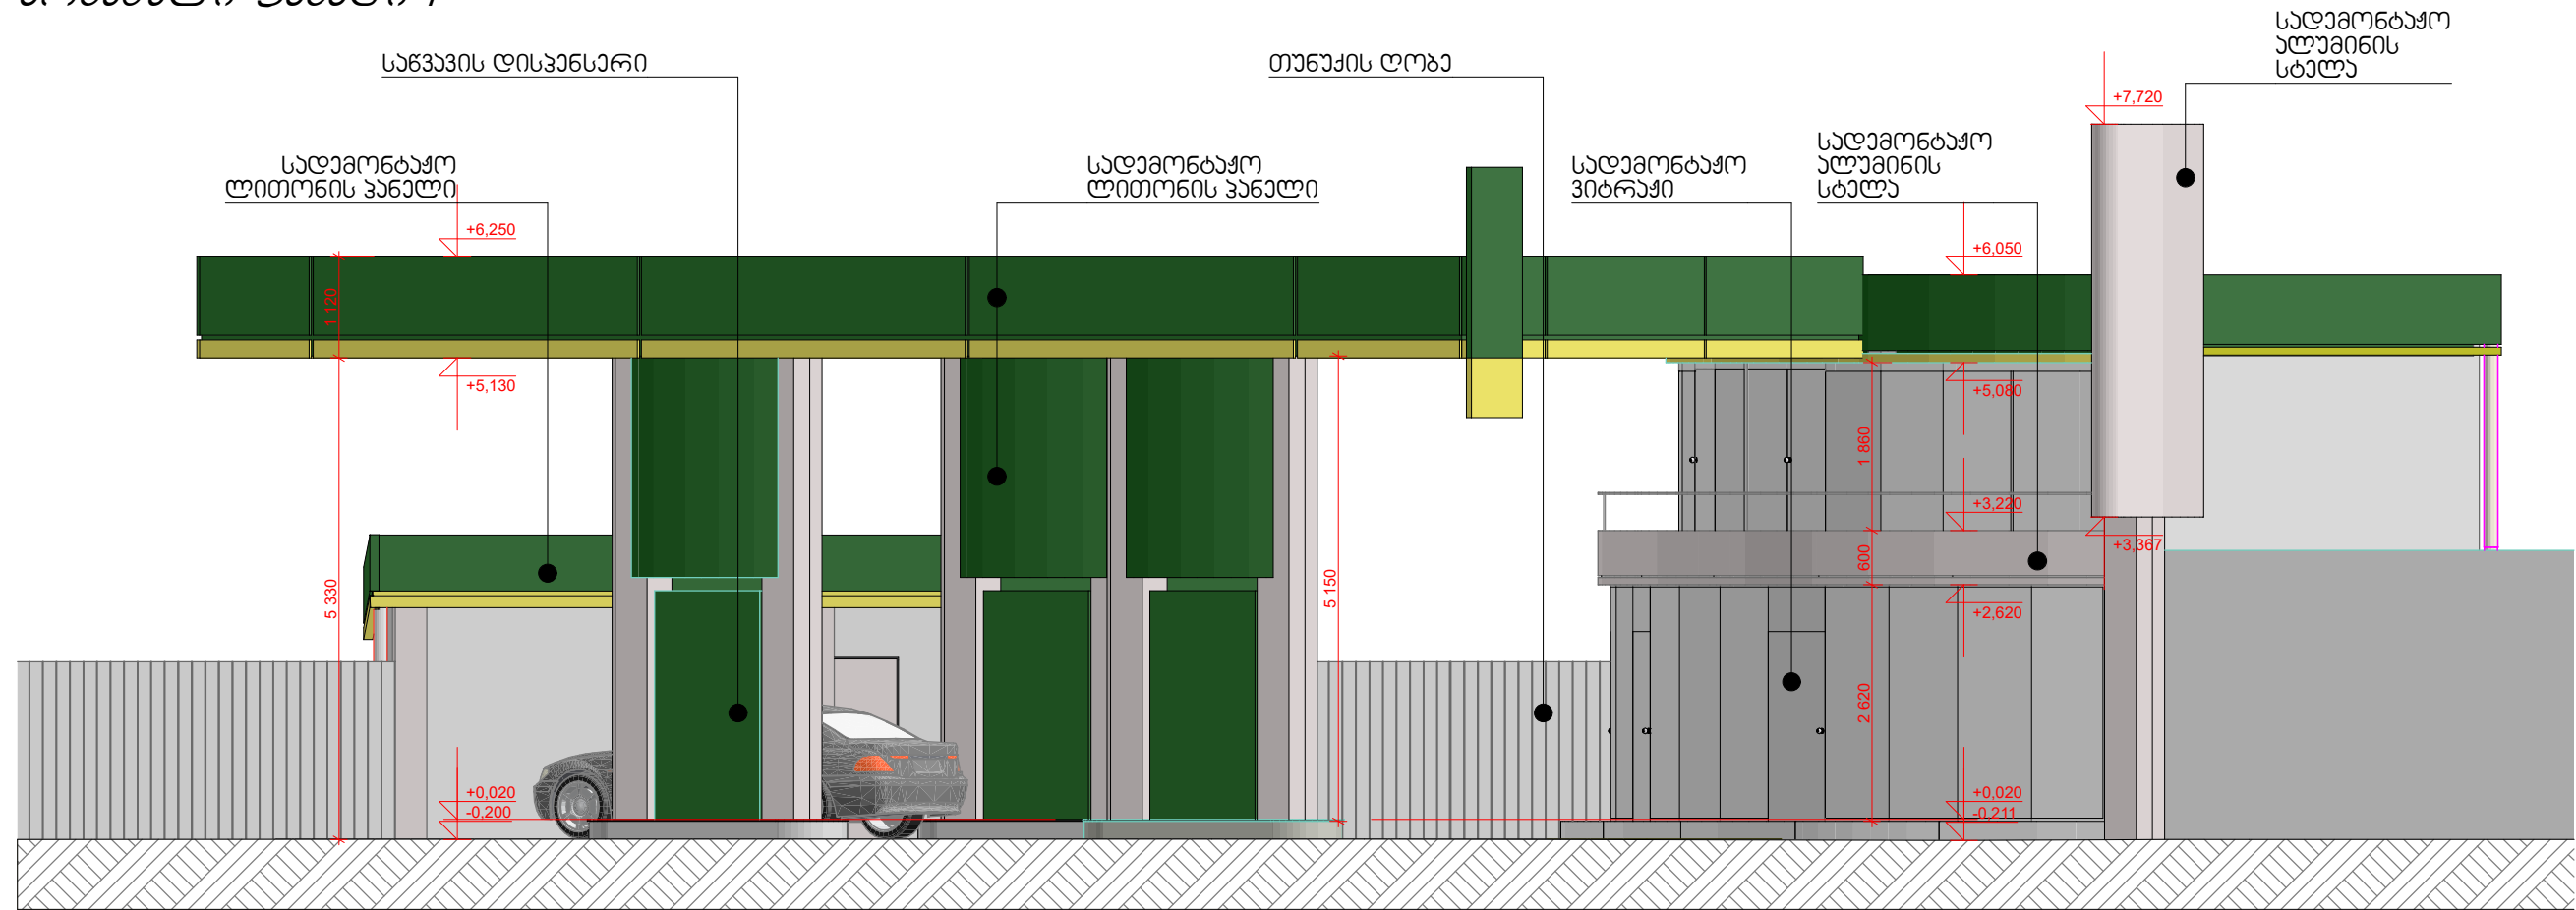 საწვავის დისპენსერი
თუნუქის ღობე
სადემონტაჟო
ალუმინის
სტელა
+7,720
სადემონტაჟო
ლითონის პანელი
სადემონტაჟო
ლითონის პანელი
სადემონტაჟო
ვიტრაჟი
სადემონტაჟო
ალუმინის
სტელა
+6,250
+6,050
1 120
+5,130
+5,080
1 860
+3,220
+3,367
600
5 330
5 150
+2,620
2 620
+0,020
-0,200
+0,020
-0,211